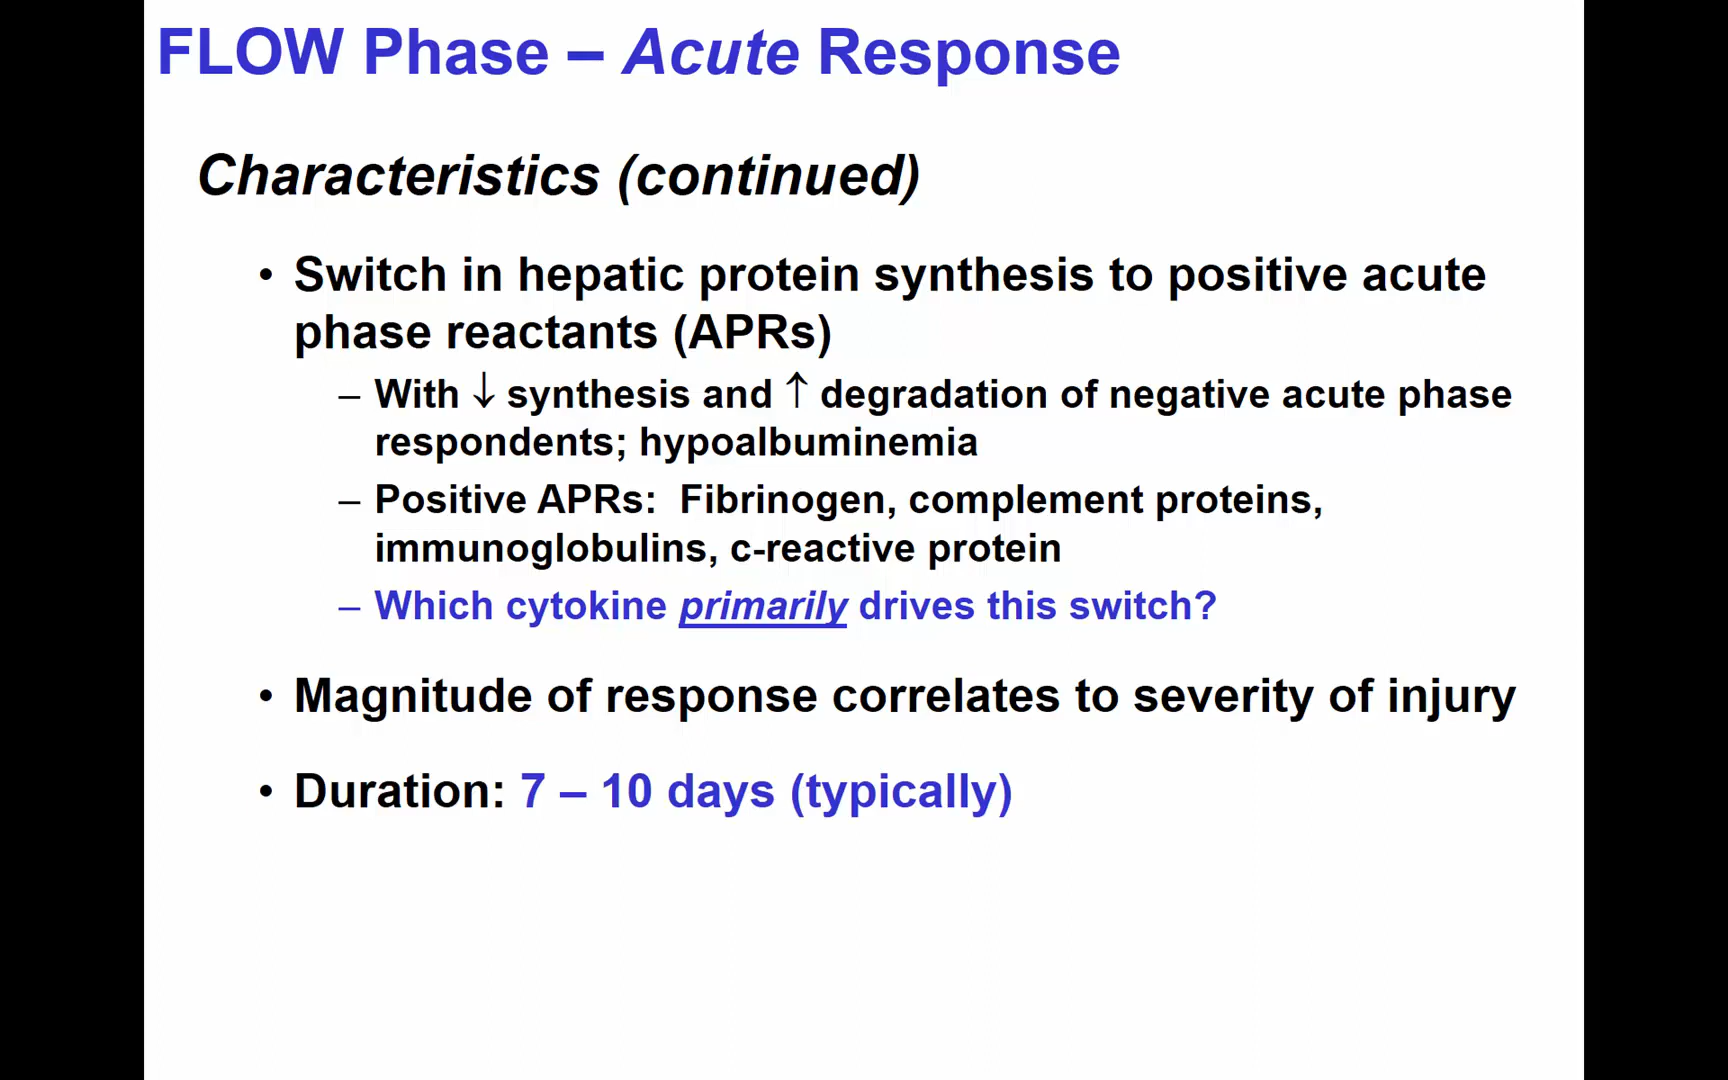 FLOW Phase – Acute Response
Characteristics (continued)
• Switch in hepatic protein synthesis to positive acute
phase reactants (APRs)
– With ↓ synthesis and ↑ degradation of negative acute phase
respondents; hypoalbuminemia
– Positive APRs:  Fibrinogen, complement proteins,
immunoglobulins, c-reactive protein
– Which cytokine primarily drives this switch?
• Magnitude of response correlates to severity of injury
• Duration: 7 – 10 days (typically)